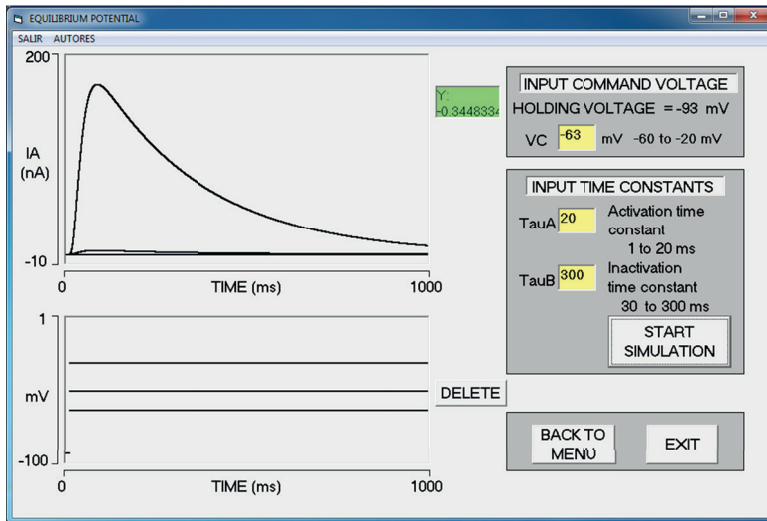 EQUILIBRIUM POTENTIAL
SALIR AUTORES
200
IA
(nA)
-10
0 TIME (ms) 1000
1
mV
-100
0 TIME (ms) 1000
Y:
-0.3448334
DELETE
INPUT COMMAND VOLTAGE
HOLDING VOLTAGE = -93 mV
VC -63 mV -60 to -20 mV
INPUT TIME CONSTANTS
TauA 20 Activation time
constant
1 to 20 ms
TauB 300 Inactivation
time constant
30 to 300 ms
START
SIMULATION
BACK TO
MENU
EXIT